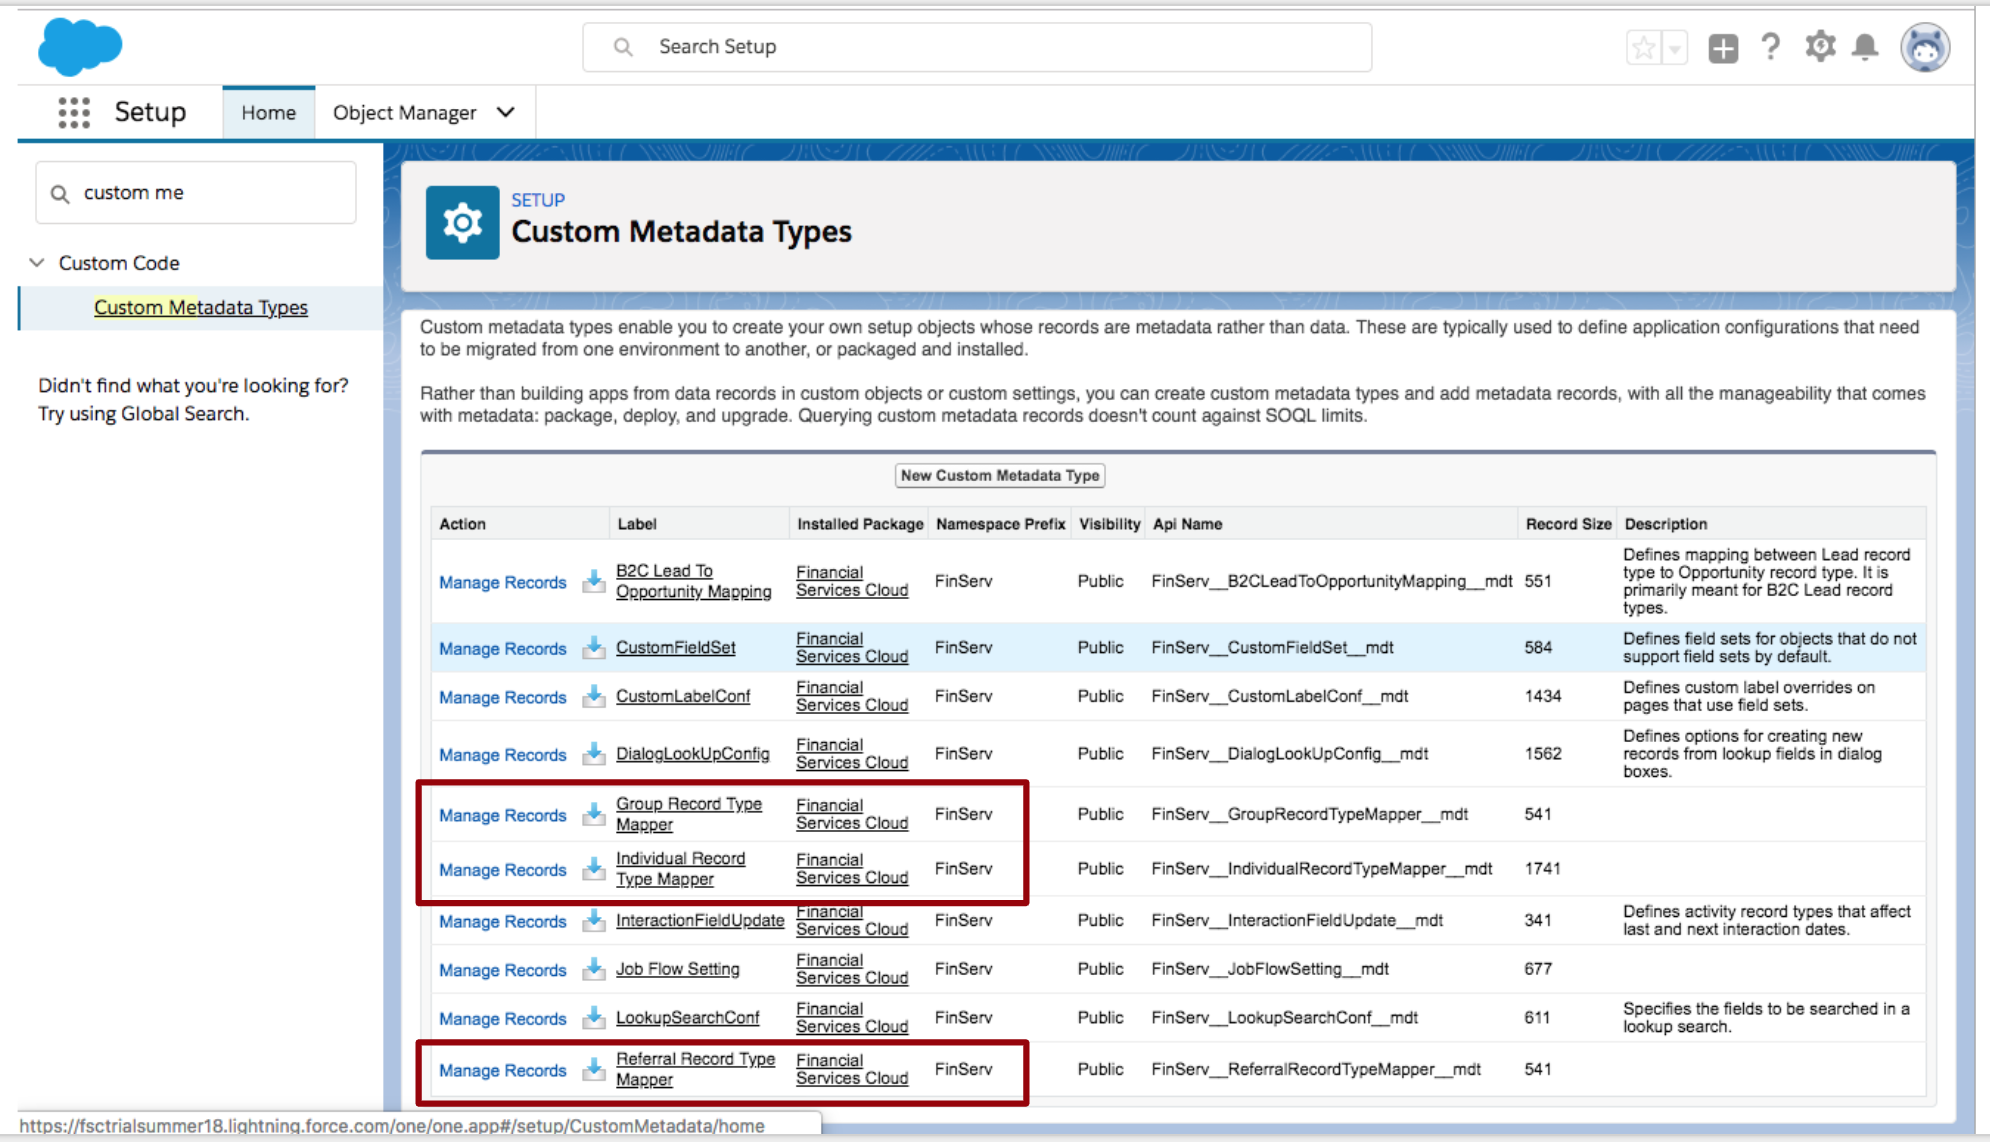 Search Setup
Setup
Home
Object Manager
custom me
Custom Code
Custom Metadata Types
Didn't find what you're looking for?
Try using Global Search.
SETUP
Custom Metadata Types
Custom metadata types enable you to create your own setup objects whose records are metadata rather than data. These are typically used to define application configurations that need
to be migrated from one environment to another, or packaged and installed.
Rather than building apps from data records in custom objects or custom settings, you can create custom metadata types and add metadata records, with all the manageability that comes
with metadata: package, deploy, and upgrade. Querying custom metadata records doesn't count against SOQL limits.
New Custom Metadata Type
Action Label Installed Package Namespace Prefix Visibility Api Name Record Size Description
Manage Records B2C Lead To Opportunity Mapping Financial Services Cloud FinServ Public FinServ__B2CLeadToOpportunityMapping__mdt 551 Defines mapping between Lead record type to Opportunity record type. It is primarily meant for B2C Lead record types.
Manage Records CustomFieldSet Financial Services Cloud FinServ Public FinServ__CustomFieldSet__mdt 584 Defines field sets for objects that do not support field sets by default.
Manage Records CustomLabelConf Financial Services Cloud FinServ Public FinServ__CustomLabelConf__mdt 1434 Defines custom label overrides on pages that use field sets.
Manage Records DialogLookUpConfig Financial Services Cloud FinServ Public FinServ__DialogLookUpConfig__mdt 1562 Defines options for creating new records from lookup fields in dialog boxes.
Manage Records Group Record Type Mapper Financial Services Cloud FinServ Public FinServ__GroupRecordTypeMapper__mdt 541
Manage Records Individual Record Type Mapper Financial Services Cloud FinServ Public FinServ__IndividualRecordTypeMapper__mdt 1741
Manage Records InteractionFieldUpdate Financial Services Cloud FinServ Public FinServ__InteractionFieldUpdate__mdt 341 Defines activity record types that affect last and next interaction dates.
Manage Records Job Flow Setting Financial Services Cloud FinServ Public FinServ__JobFlowSetting__mdt 677
Manage Records LookupSearchConf Financial Services Cloud FinServ Public FinServ__LookupSearchConf__mdt 611 Specifies the fields to be searched in a lookup search.
Manage Records Referral Record Type Mapper Financial Services Cloud FinServ Public FinServ__ReferralRecordTypeMapper__mdt 541
https://fsctrialsummer18.lightning.force.com/one/one.app#/setup/CustomMetadata/home